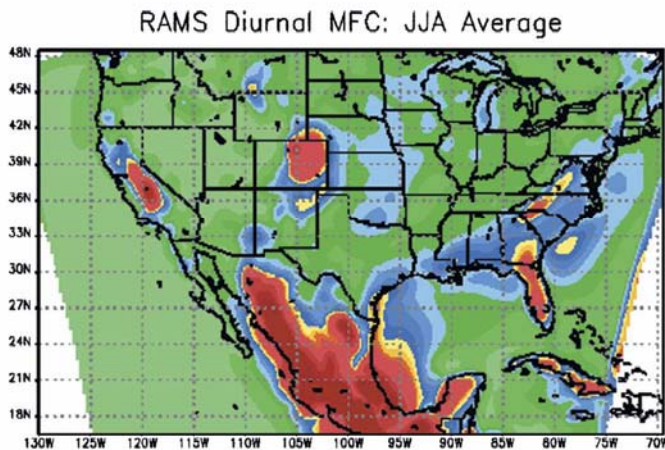 RAMS Diurnal MFC: JJA Average
48N
45N
42N
39N
36N
33N
30N
27N
24N
21N
18N
130W 125W 120W 115W 110W 105W 100W 95W 90W 85W 80W 75W 70W